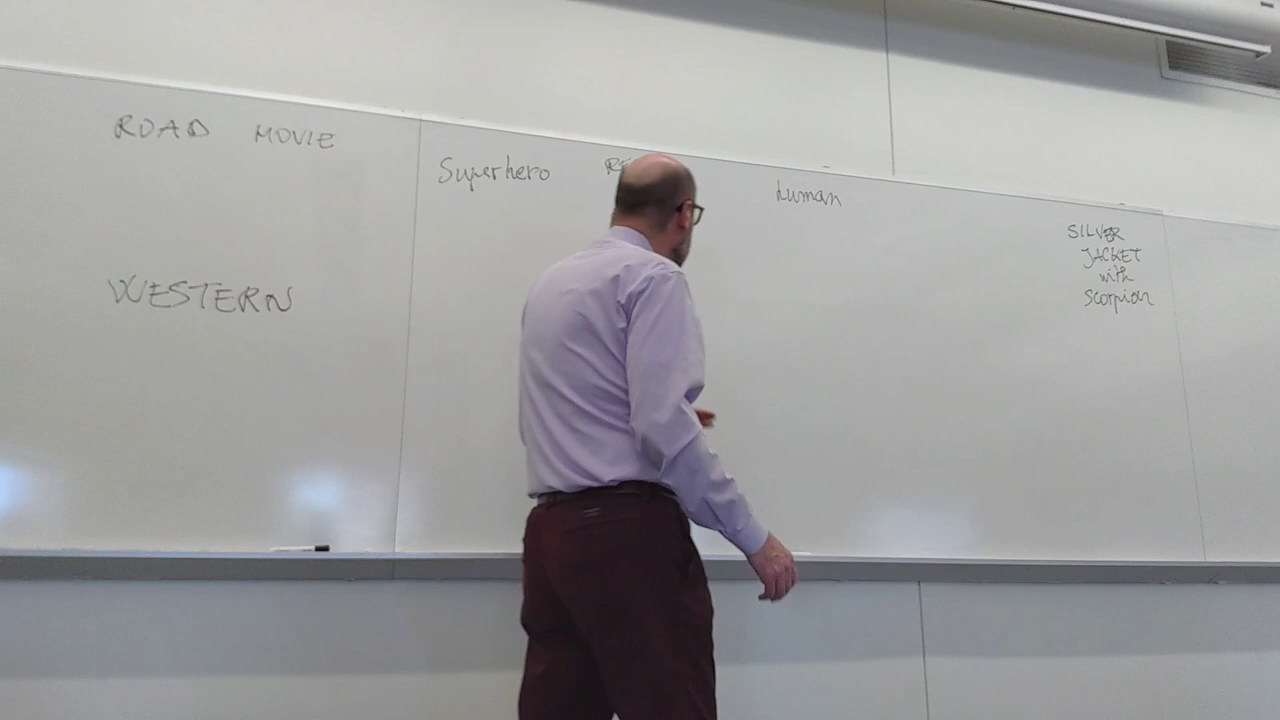 ROAD MOVIE
WESTERN
Superhero
human
SILVER
JACKET
with
Scorpion